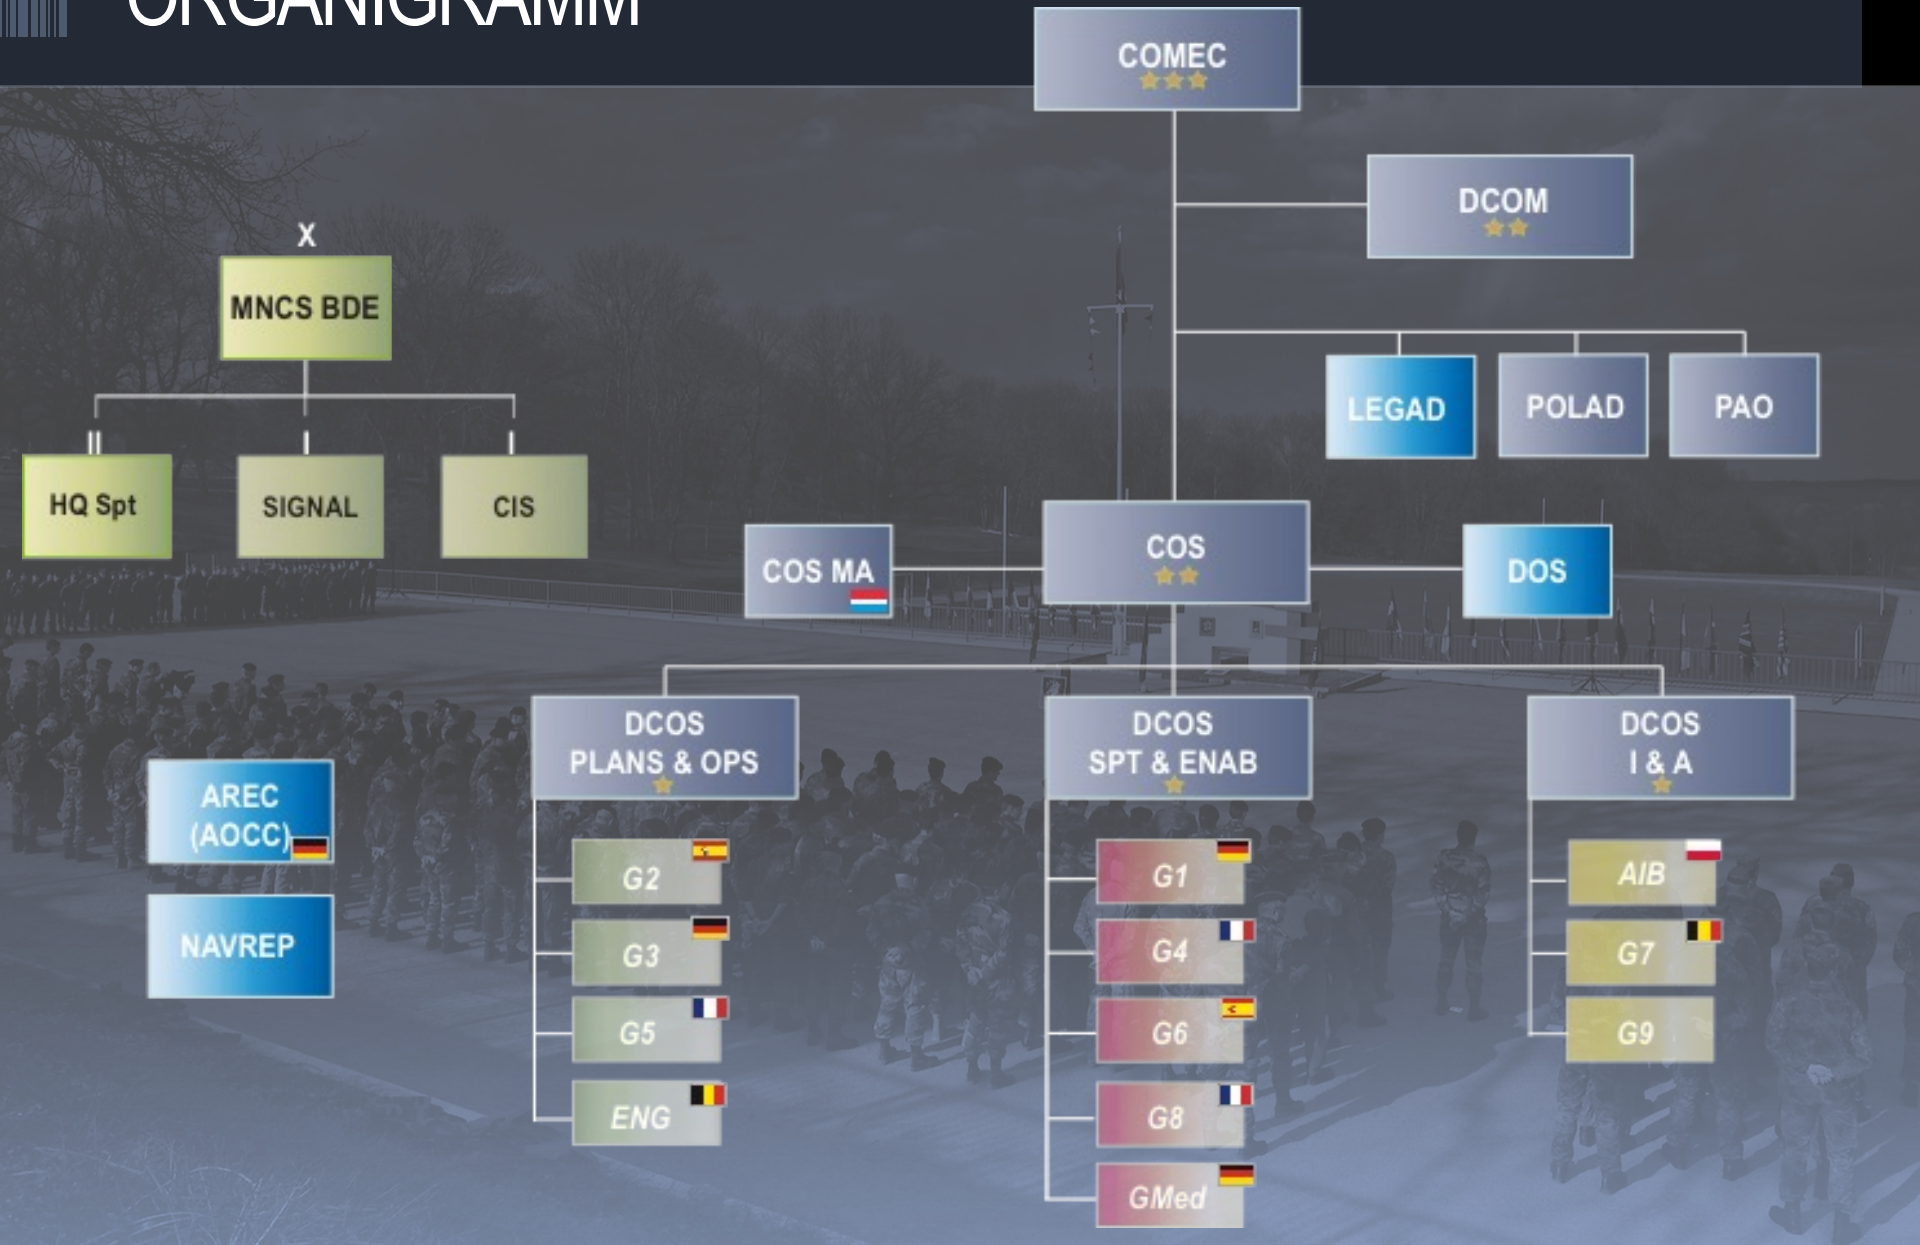 ORGANIGRAMM
COMEC
DCOM
X
MNCS BDE
LEGAD
POLAD
PAO
II
I
I
HQ Spt
SIGNAL
CIS
COS MA
COS
DOS
DCOS
PLANS & OPS
DCOS
SPT & ENAB
DCOS
I & A
AREC
(AOCC)
NAVREP
G2
G3
G5
ENG
G1
G4
G6
G8
GMed
AIB
G7
G9